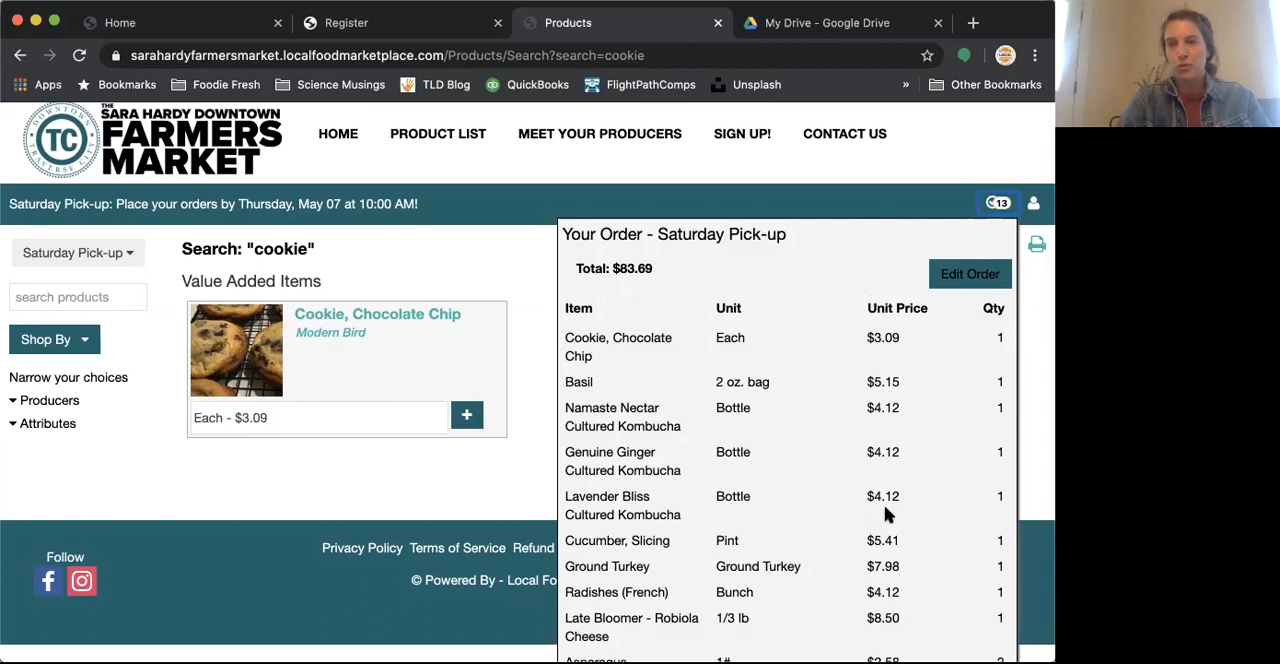 Home
Register
Products
My Drive - Google Drive
sarahardyfarmersmarket.localfoodmarketplace.com/Products/Search?search=cookie
Apps
Bookmarks
Foodie Fresh
Science Musings
TLD Blog
QuickBooks
FlightPathComps
Unsplash
»
Other Bookmarks
DOWNTOWN
TC
TRAVERSE CITY
THE
SARA HARDY DOWNTOWN
FARMERS
MARKET
HOME
PRODUCT LIST
MEET YOUR PRODUCERS
SIGN UP!
CONTACT US
Saturday Pick-up: Place your orders by Thursday, May 07 at 10:00 AM!
13
Saturday Pick-up
search products
Shop By
Narrow your choices
Producers
Attributes
Search: "cookie"
Value Added Items
Cookie, Chocolate Chip
Modern Bird
Each - $3.09
+
Your Order - Saturday Pick-up
Total: $83.69
Edit Order
Item Unit Unit Price Qty
Cookie, Chocolate Each $3.09 1
Chip
Basil 2 oz. bag $5.15 1
Namaste Nectar Bottle $4.12 1
Cultured Kombucha
Genuine Ginger Bottle $4.12 1
Cultured Kombucha
Lavender Bliss Bottle $4.12 1
Cultured Kombucha
Cucumber, Slicing Pint $5.41 1
Ground Turkey Ground Turkey $7.98 1
Radishes (French) Bunch $4.12 1
Late Bloomer - Robiola 1/3 lb $8.50 1
Cheese
Asparagus 1# $2.58 2
Follow
Privacy Policy Terms of Service Refund
© Powered By - Local Fo